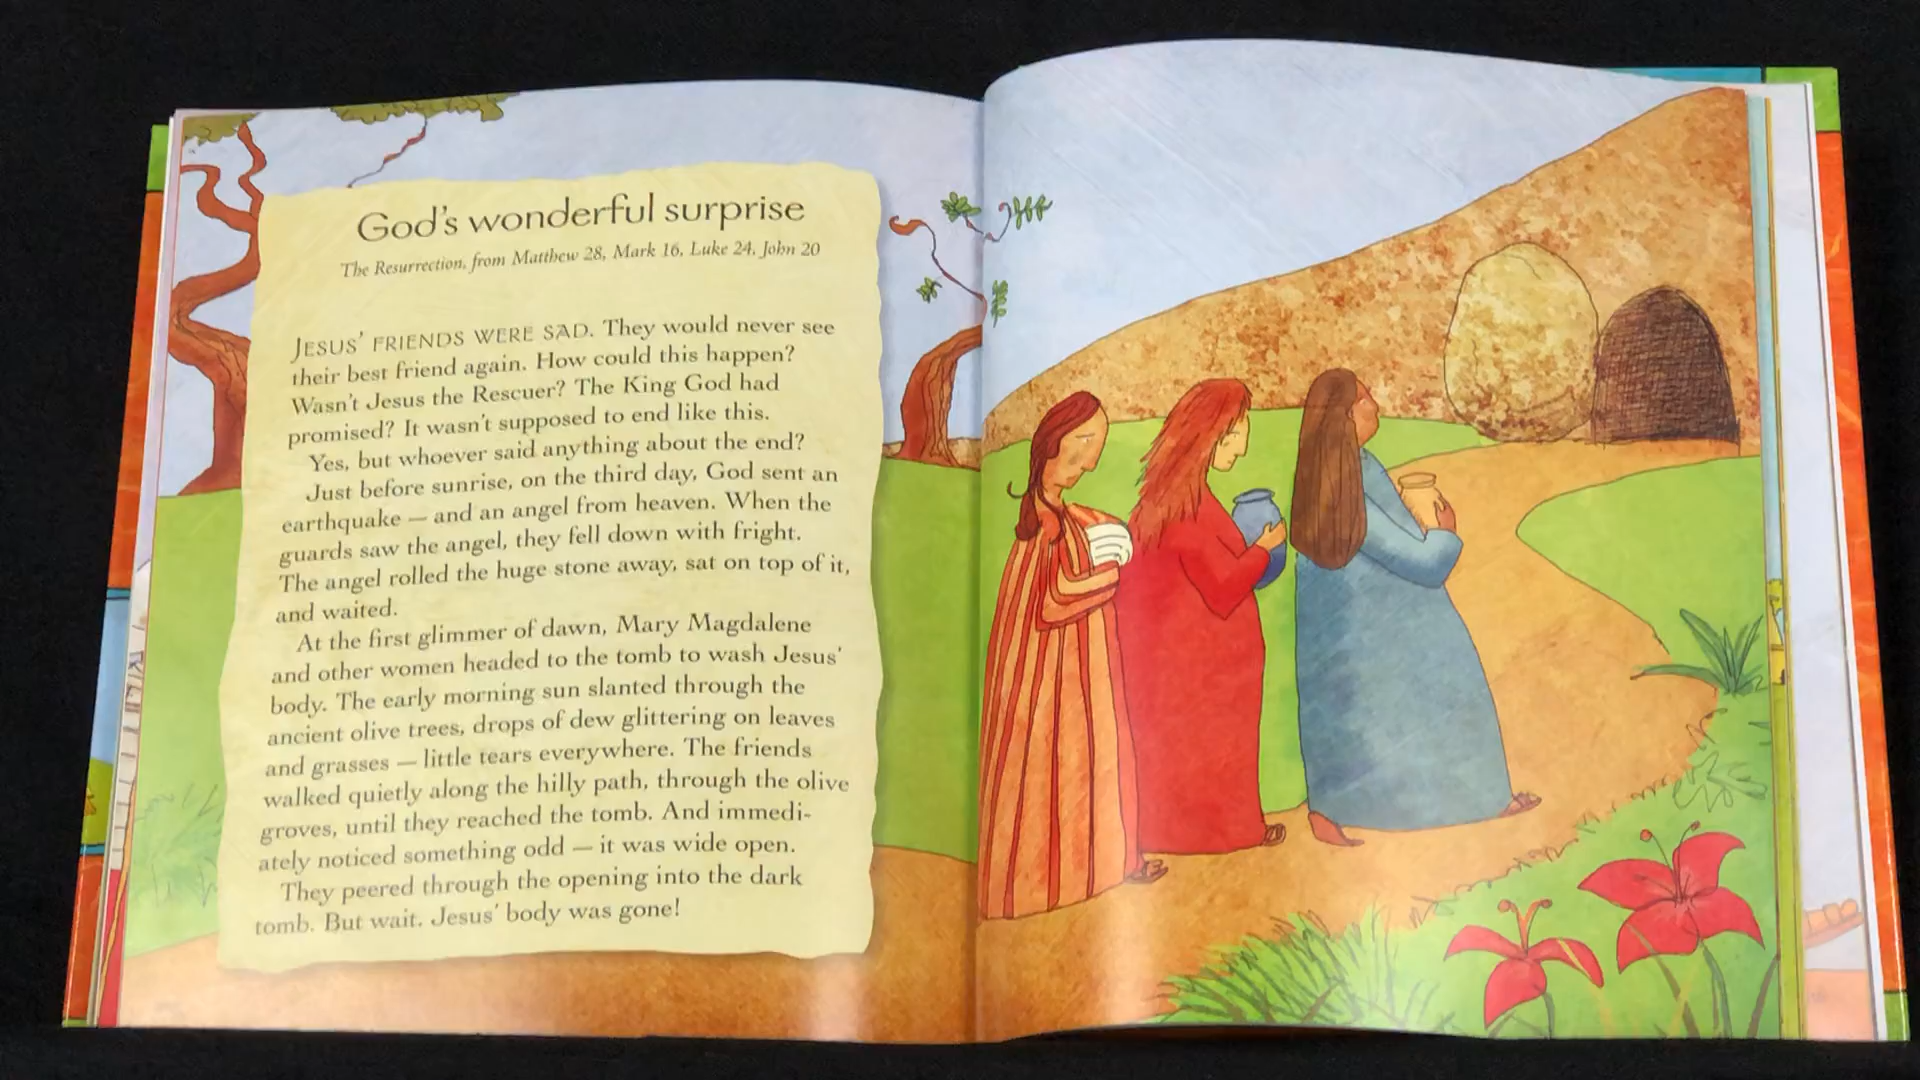 God's wonderful surprise
The Resurrection, from Matthew 28, Mark 16, Luke 24, John 20
JESUS' FRIENDS WERE SAD. They would never see
their best friend again. How could this happen?
Wasn't Jesus the Rescuer? The King God had
promised? It wasn't supposed to end like this.
Yes, but whoever said anything about the end?
Just before sunrise, on the third day, God sent an
earthquake — and an angel from heaven. When the
guards saw the angel, they fell down with fright.
The angel rolled the huge stone away, sat on top of it,
and waited.
At the first glimmer of dawn, Mary Magdalene
and other women headed to the tomb to wash Jesus'
body. The early morning sun slanted through the
ancient olive trees, drops of dew glittering on leaves
and grasses — little tears everywhere. The friends
walked quietly along the hilly path, through the olive
groves, until they reached the tomb. And immedi-
ately noticed something odd — it was wide open.
They peered through the opening into the dark
tomb. But wait. Jesus' body was gone!